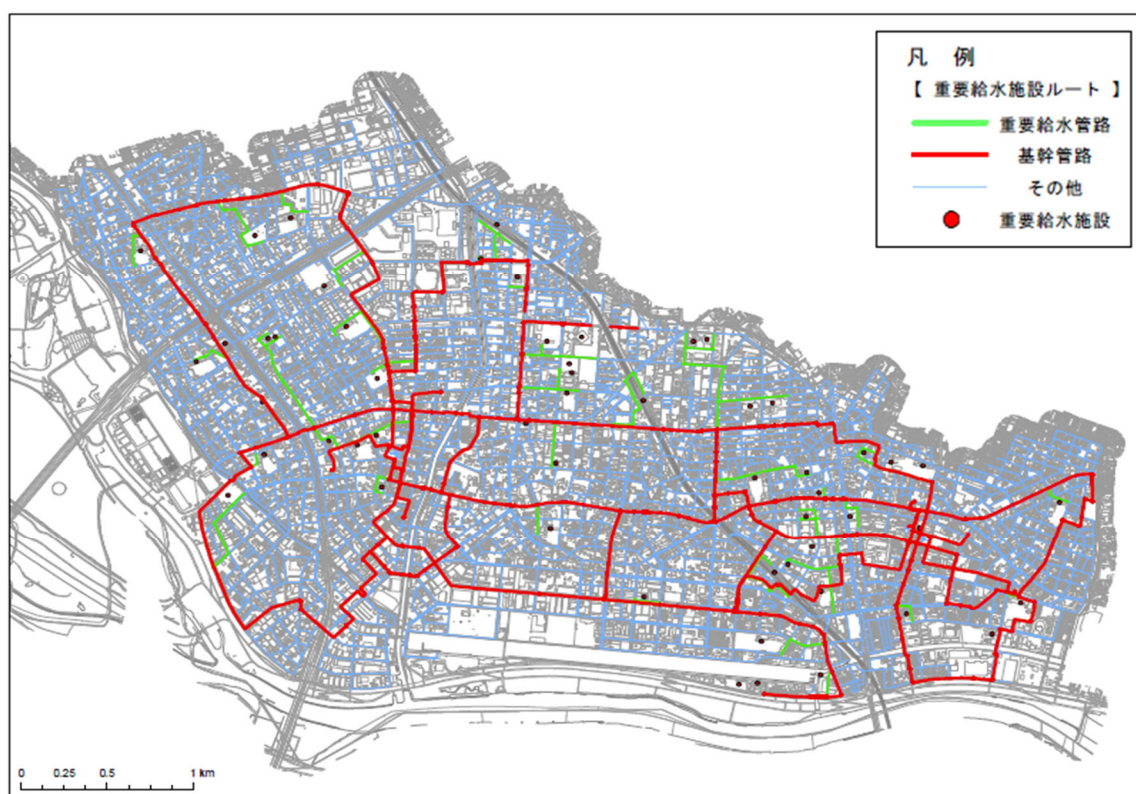 凡 例
【 重要給水施設ルート 】
重要給水管路
基幹管路
その他
重要給水施設
0 0.25 0.5 1 km